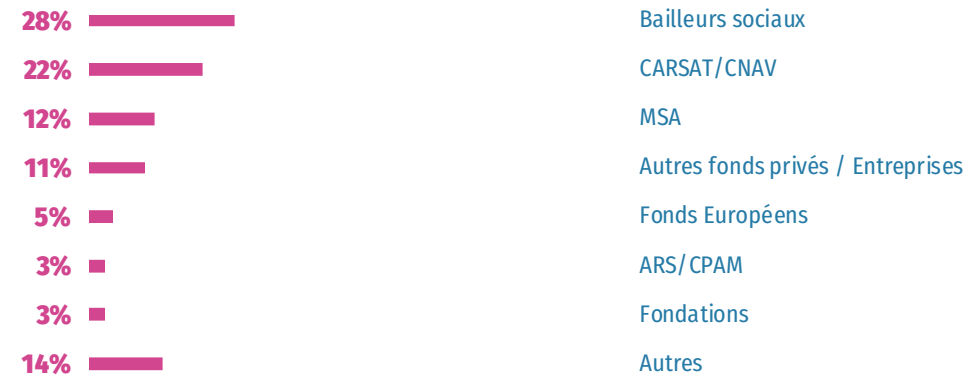 28% Bailleurs sociaux
22% CARSAT/CNAV
12% MSA
11% Autres fonds privés / Entreprises
5% Fonds Européens
3% ARS/CPAM
3% Fondations
14% Autres